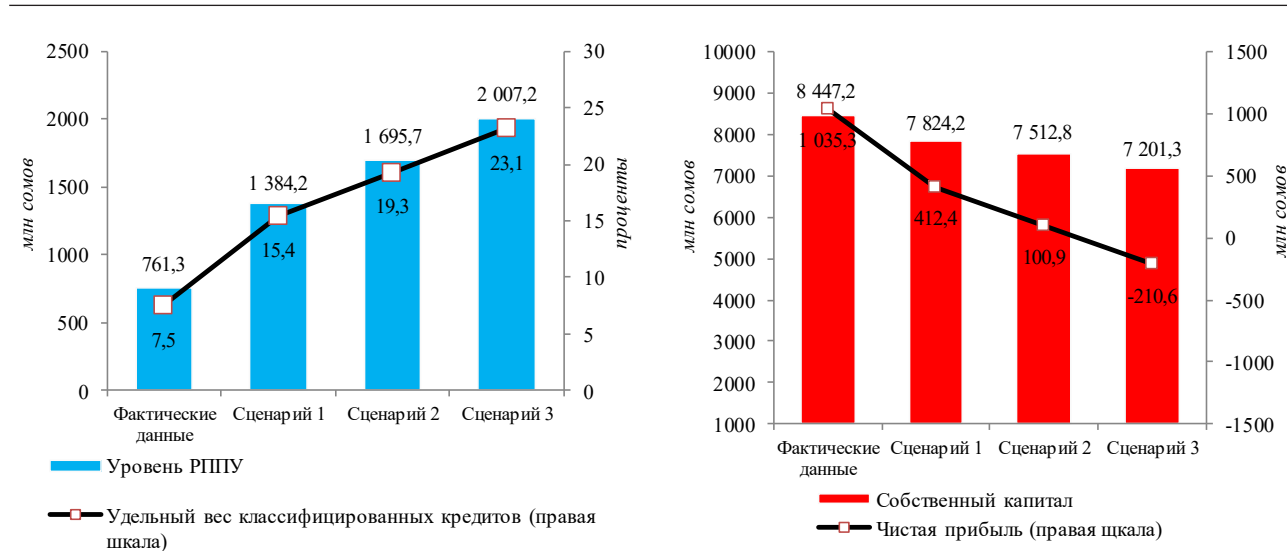 2500
2000
1500
1000
500
0
млн сомов
30
25
20
15
10
5
0
проценты
761,3
1 384,2
1 695,7
2 007,2
7,5
15,4
19,3
23,1
Фактические
данные
Сценарий 1
Сценарий 2
Сценарий 3
Уровень РППУ
Удельный вес классифицированных кредитов (правая
шкала)
10000
9000
8000
7000
6000
5000
4000
3000
2000
1000
млн сомов
1500
1000
500
0
-500
-1000
-1500
млн сомов
8 447,2
7 824,2
7 512,8
7 201,3
1 035,3
412,4
100,9
-210,6
Фактические
данные
Сценарий 1
Сценарий 2
Сценарий 3
Собственный капитал
Чистая прибыль (правая щкала)